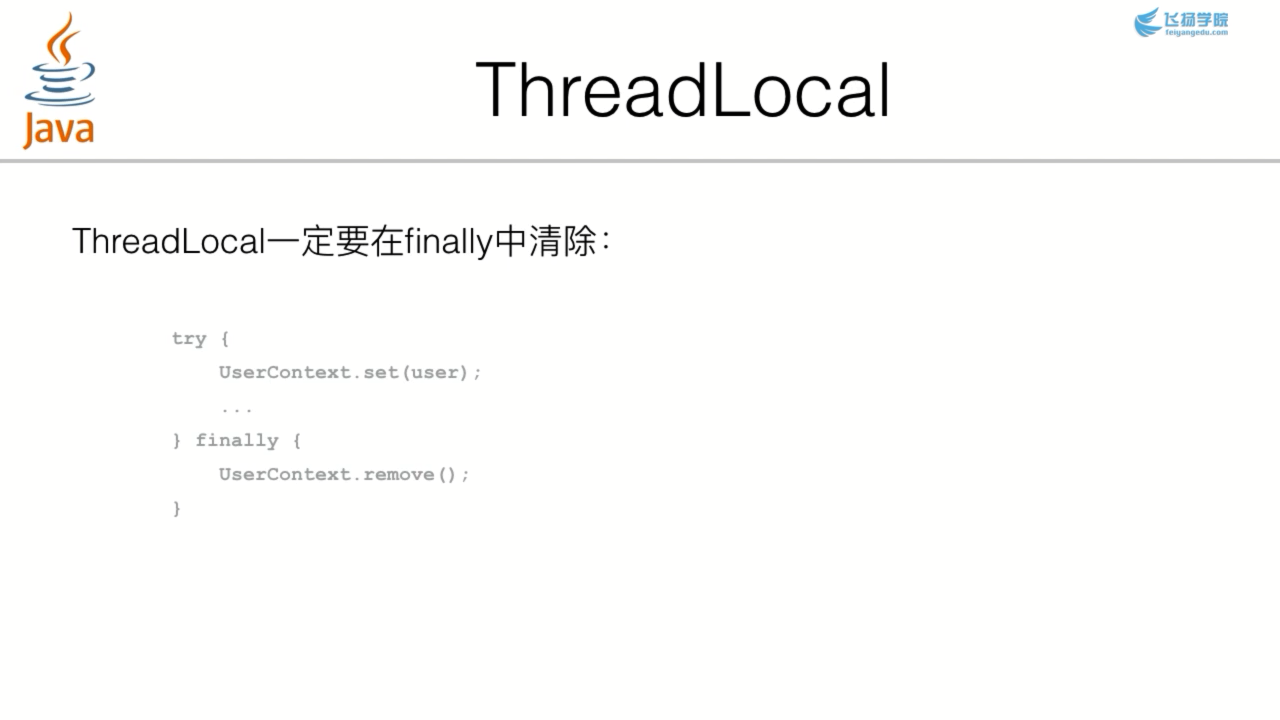 Java
飞扬学院
feiyangedu.com
ThreadLocal
ThreadLocal一定要在finally中清除：
try {
    UserContext.set(user);
    ...
} finally {
    UserContext.remove();
}